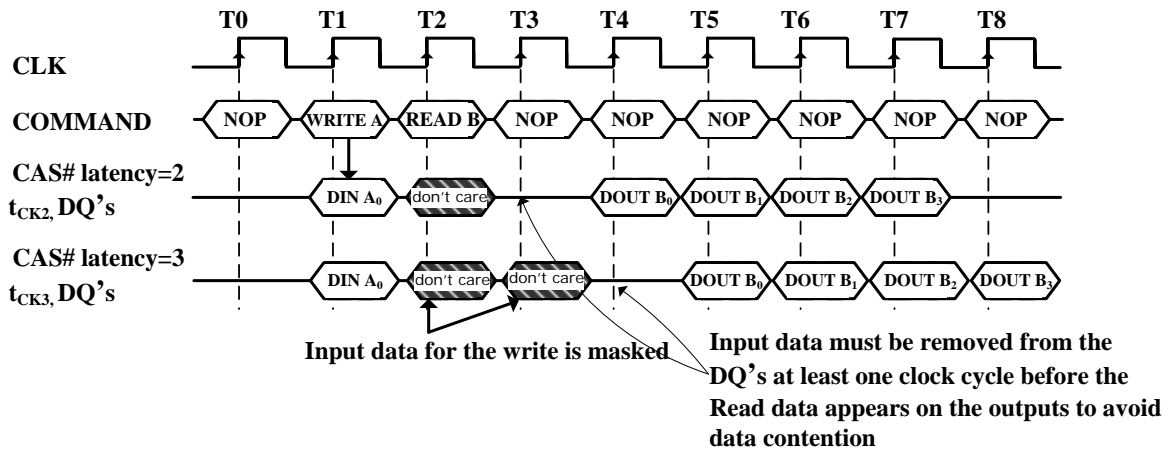 T0 T1 T2 T3 T4 T5 T6 T7 T8
CLK
COMMAND NOP WRITE A READ B NOP NOP NOP NOP NOP NOP
CAS# latency=2
tCK2, DQ's DIN A0 don't care DOUT B0 DOUT B1 DOUT B2 DOUT B3
CAS# latency=3
tCK3, DQ's DIN A0 don't care don't care DOUT B0 DOUT B1 DOUT B2 DOUT B3
Input data for the write is masked
Input data must be removed from the
DQ's at least one clock cycle before the
Read data appears on the outputs to avoid
data contention